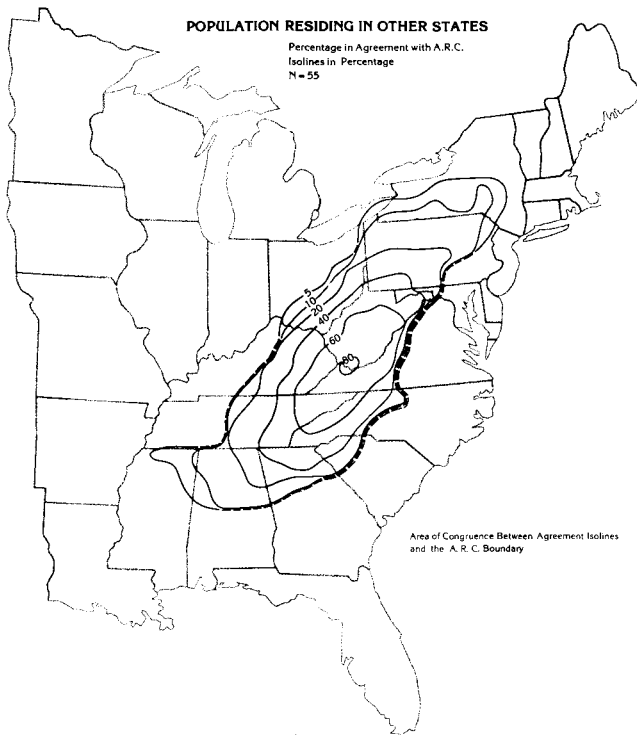 POPULATION RESIDING IN OTHER STATES
Percentage in Agreement with A.R.C.
Isolines in Percentage
N = 55
5
10
20
40
60
80
Area of Congruence Between Agreement Isolines
and the A. R. C. Boundary